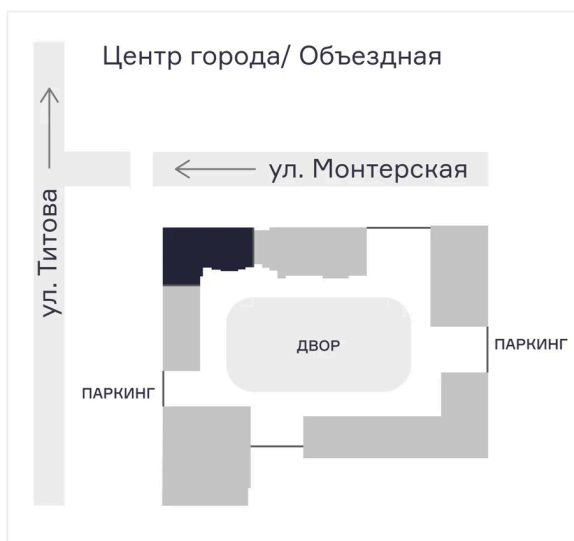 Центр города/ Объездная
ул. Монтерская
ул. Титова
ДВОР
ПАРКИНГ
ПАРКИНГ